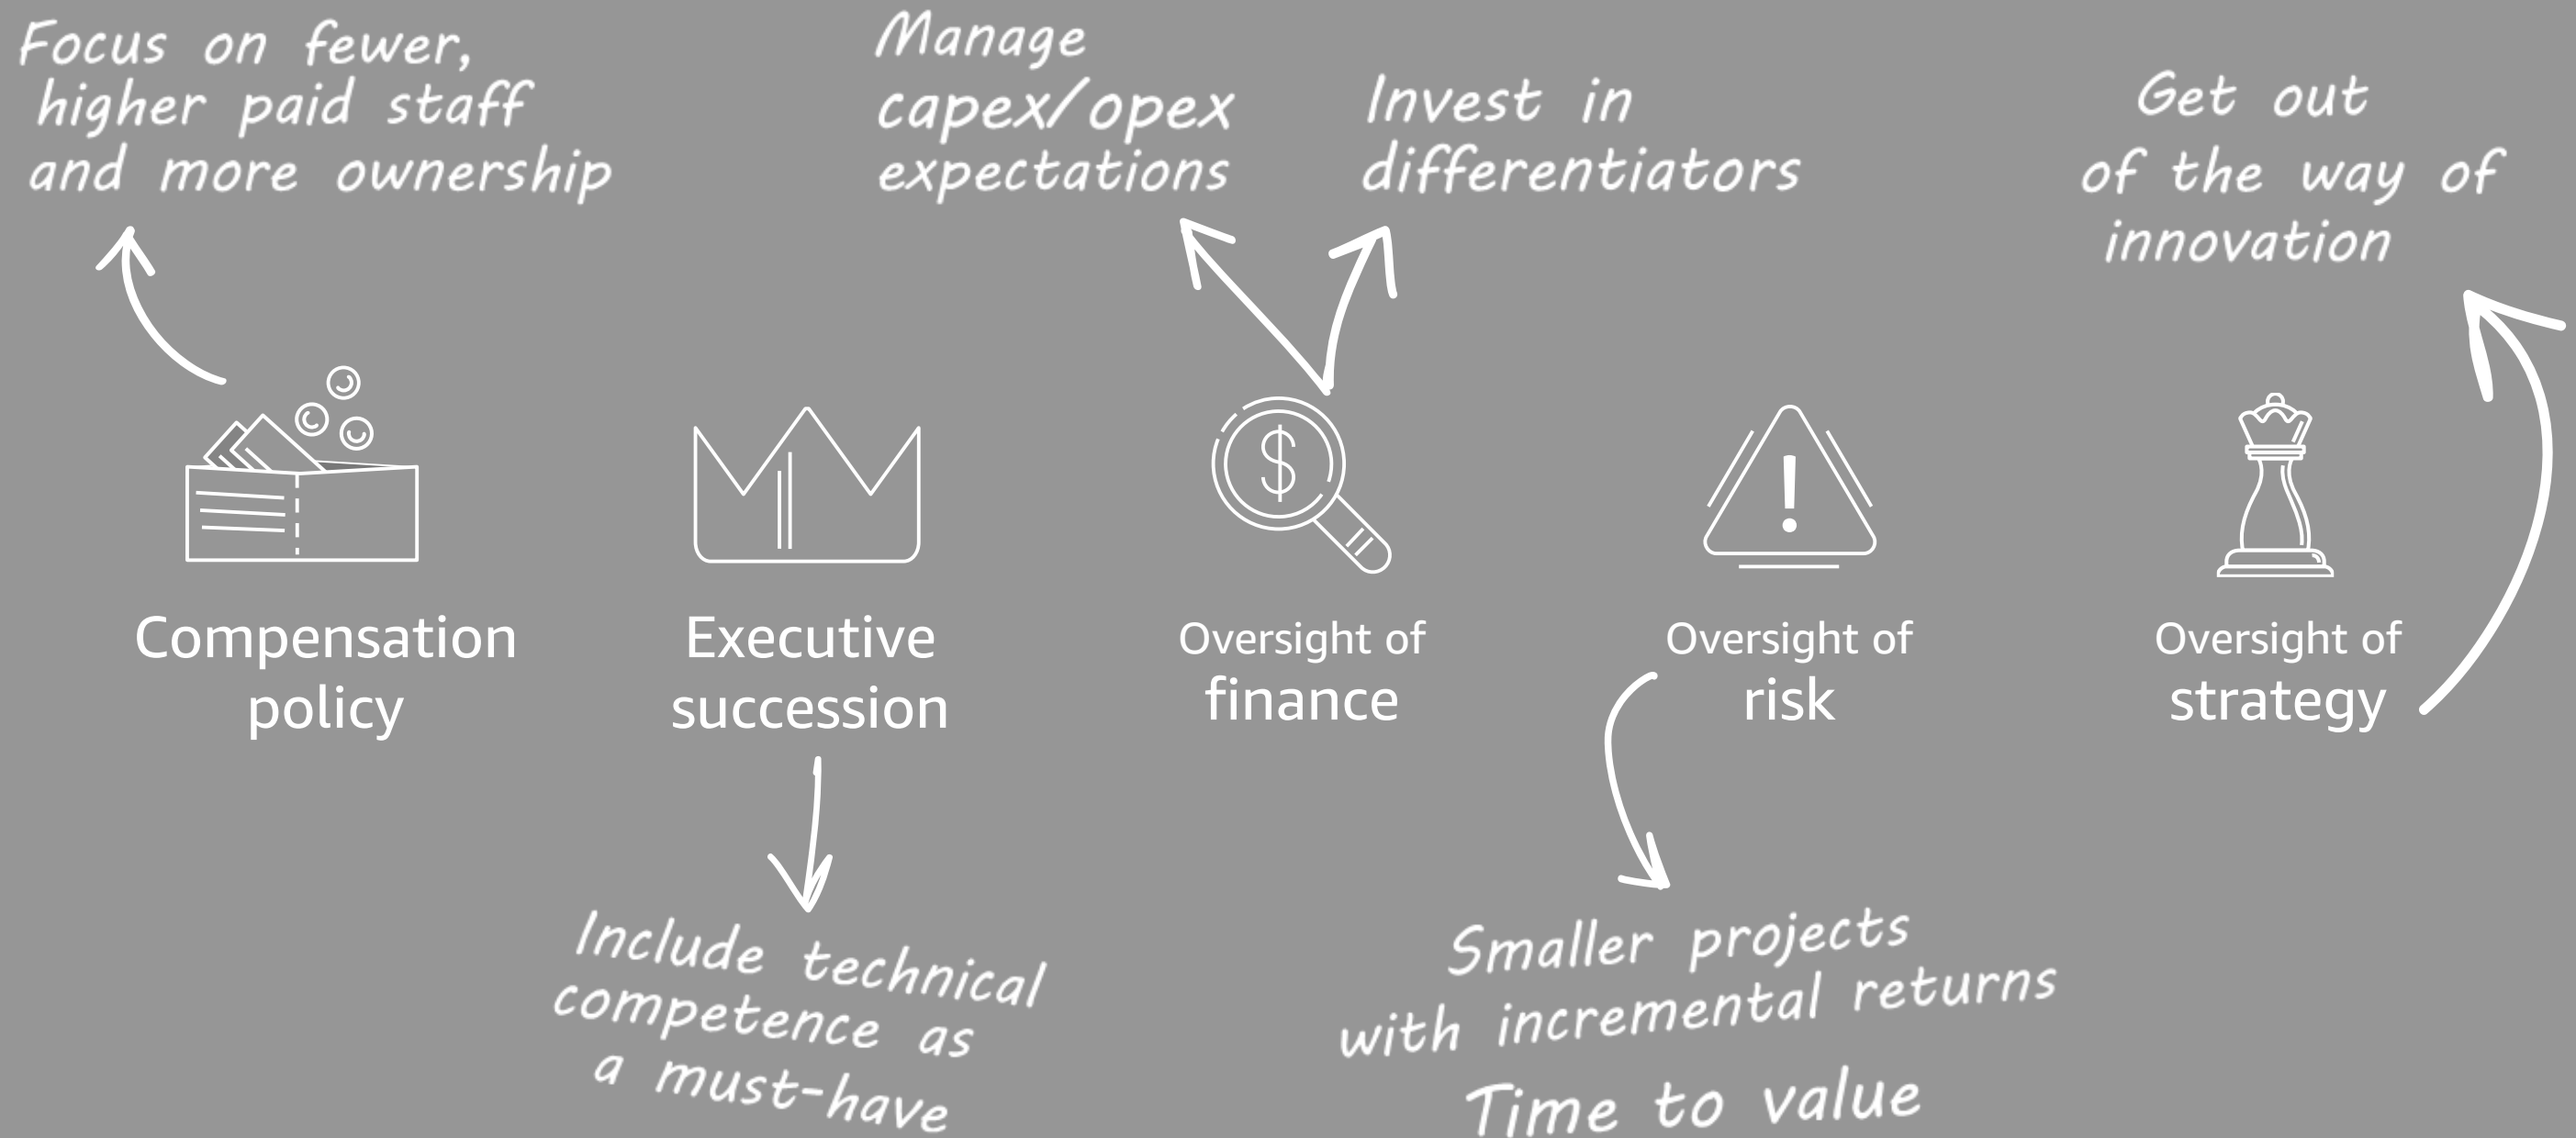 Focus on fewer,
higher paid staff
and more ownership
Manage
capex/opex
expectations
Invest in
differentiators
Get out
of the way of
innovation
$
!
Compensation
policy
Executive
succession
Oversight of
finance
Oversight of
risk
Oversight of
strategy
Include technical
competence as
a must-have
Smaller projects
with incremental returns
Time to value